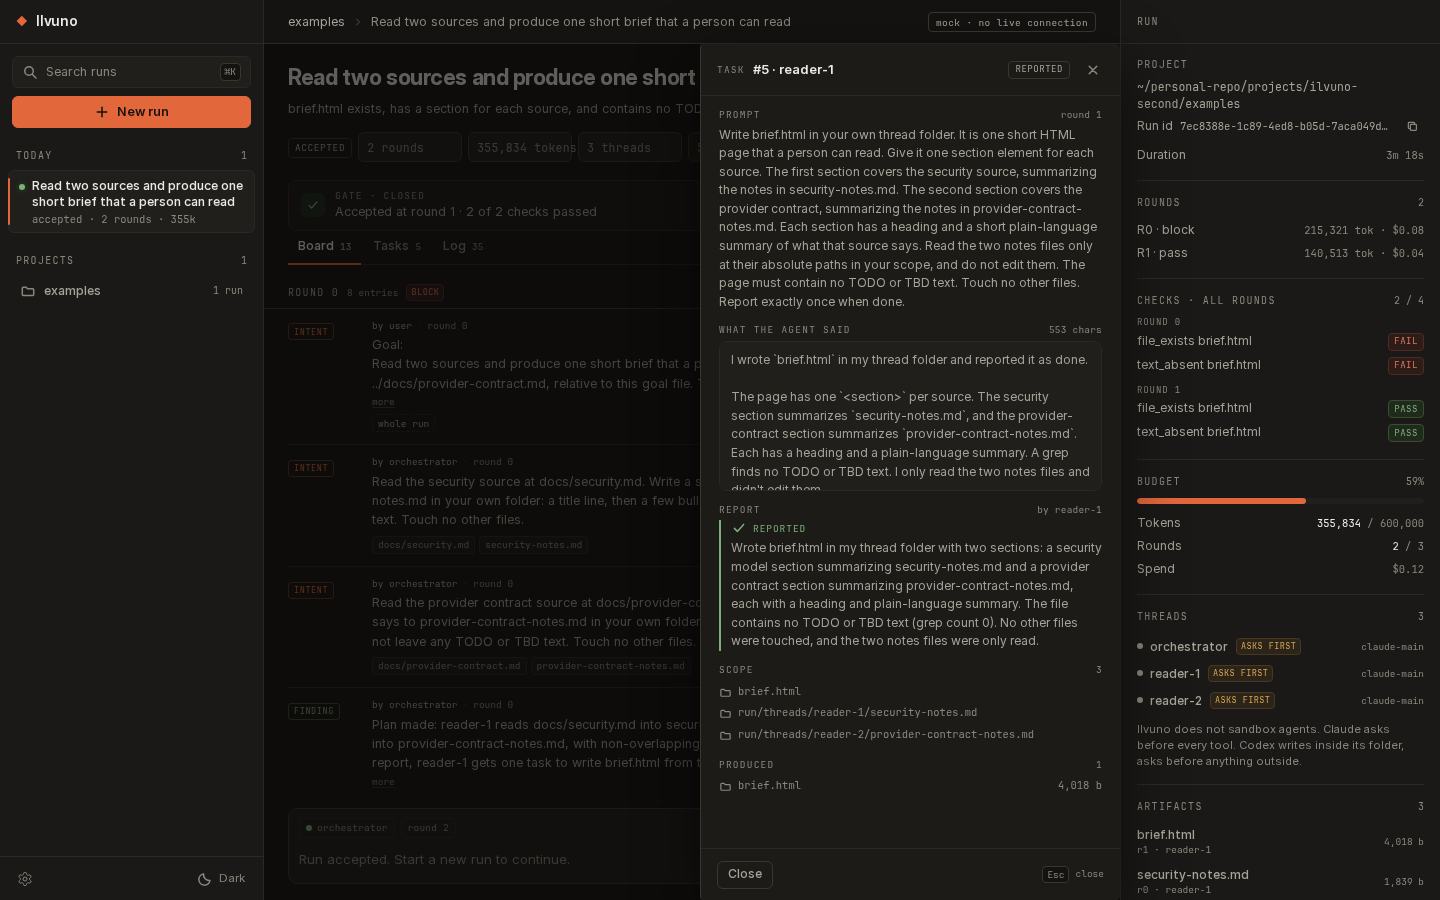 Ilvuno
Search runs
⌘K
+ New run
TODAY 1
Read two sources and produce one
short brief that a person can read
accepted · 2 rounds · 355k
PROJECTS 1
examples 1 run
Dark
examples > Read two sources and produce one short brief that a person can read
mock · no live connection
Read two sources and produce one short
brief.html exists, has a section for each source, and contains no TOD
ACCEPTED
2 rounds
355,834 tokens
3 threads
GATE · CLOSED
Accepted at round 1 · 2 of 2 checks passed
Board 13
Tasks 5
Log 35
ROUND 0 8 entries BLOCK
INTENT
by user · round 0
Goal:
Read two sources and produce one short brief that a p
../docs/provider-contract.md, relative to this goal file.
more
whole run
INTENT
by orchestrator · round 0
Read the security source at docs/security.md. Write a s
notes.md in your own folder: a title line, then a few bull
text. Touch no other files.
docs/security.md
security-notes.md
INTENT
by orchestrator · round 0
Read the provider contract source at docs/provider-co
says to provider-contract-notes.md in your own folder
not leave any TODO or TBD text. Touch no other files.
docs/provider-contract.md
provider-contract-notes.md
FINDING
by orchestrator · round 0
Plan made: reader-1 reads docs/security.md into secur
into provider-contract-notes.md, with non-overlapping
report, reader-1 gets one task to write brief.html from t
more
orchestrator
round 2
Run accepted. Start a new run to continue.
TASK #5 · reader-1
REPORTED
PROMPT round 1
Write brief.html in your own thread folder. It is one short HTML
page that a person can read. Give it one section element for each
source. The first section covers the security source, summarizing
the notes in security-notes.md. The second section covers the
provider contract, summarizing the notes in provider-contract-
notes.md. Each section has a heading and a short plain-language
summary of what that source says. Read the two notes files only
at their absolute paths in your scope, and do not edit them. The
page must contain no TODO or TBD text. Touch no other files.
Report exactly once when done.
WHAT THE AGENT SAID 553 chars
I wrote `brief.html` in my thread folder and reported it as done.
The page has one `<section>` per source. The security
section summarizes `security-notes.md`, and the provider-
contract section summarizes `provider-contract-notes.md`.
Each has a heading and a plain-language summary. A grep
finds no TODO or TBD text. I only read the two notes files and
didn't edit them
REPORT by reader-1
REPORTED
Wrote brief.html in my thread folder with two sections: a security
model section summarizing security-notes.md and a provider
contract section summarizing provider-contract-notes.md,
each with a heading and plain-language summary. The file
contains no TODO or TBD text (grep count 0). No other files
were touched, and the two notes files were only read.
SCOPE 3
brief.html
run/threads/reader-1/security-notes.md
run/threads/reader-2/provider-contract-notes.md
PRODUCED 1
brief.html 4,018 b
Close
Esc close
RUN
PROJECT
~/personal-repo/projects/ilvuno-
second/examples
Run id 7ec8388e-1c89-4ed8-b05d-7aca049d…
Duration 3m 18s
ROUNDS 2
R0 · block 215,321 tok · $0.08
R1 · pass 140,513 tok · $0.04
CHECKS · ALL ROUNDS 2 / 4
ROUND 0
file_exists brief.html FAIL
text_absent brief.html FAIL
ROUND 1
file_exists brief.html PASS
text_absent brief.html PASS
BUDGET 59%
Tokens 355,834 / 600,000
Rounds 2 / 3
Spend $0.12
THREADS 3
orchestrator ASKS FIRST claude-main
reader-1 ASKS FIRST claude-main
reader-2 ASKS FIRST claude-main
Ilvuno does not sandbox agents. Claude asks
before every tool. Codex writes inside its folder,
asks before anything outside.
ARTIFACTS 3
brief.html 4,018 b
r1 · reader-1
security-notes.md 1,839 b
r0 · reader-1